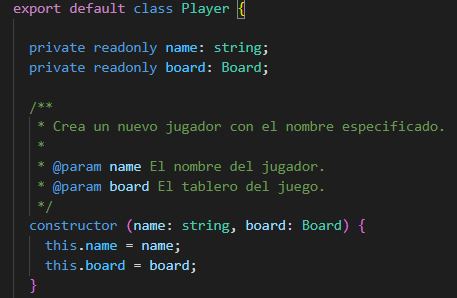 export default class Player {
private readonly name: string;
private readonly board: Board;
/**
* Crea un nuevo jugador con el nombre especificado.
*
* @param name El nombre del jugador.
* @param board El tablero del juego.
*/
constructor (name: string, board: Board) {
this.name = name;
this.board = board;
}